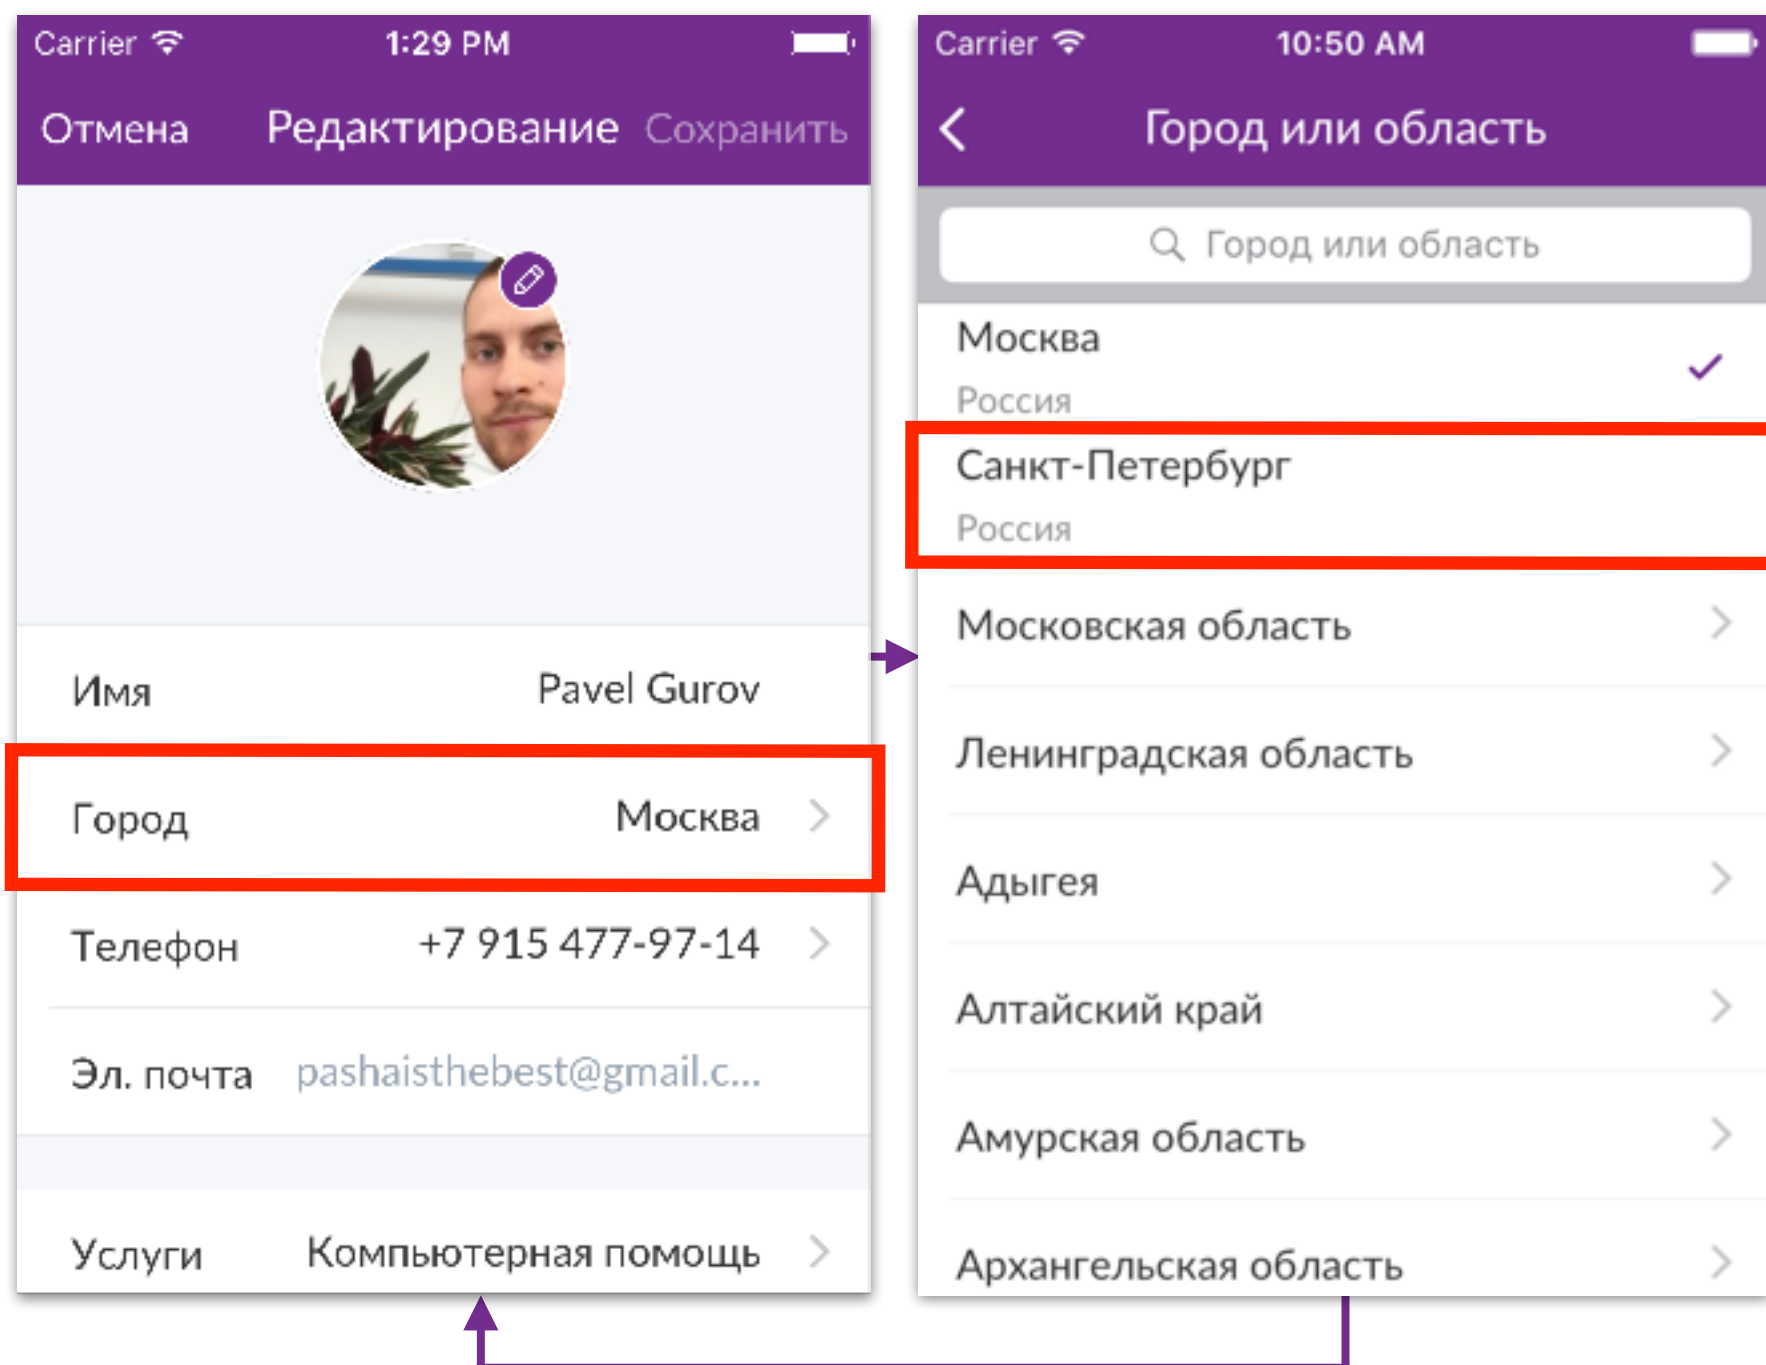 Carrier 1:29 PM
Отмена Редактирование Сохранить
Имя Pavel Gurov
Город Москва
Телефон +7 915 477-97-14
Эл. почта pashaisthebest@gmail.c...
Услуги Компьютерная помощь
Carrier 10:50 AM
Город или область
Город или область
Москва
Россия
Санкт-Петербург
Россия
Московская область
Ленинградская область
Адыгея
Алтайский край
Амурская область
Архангельская область